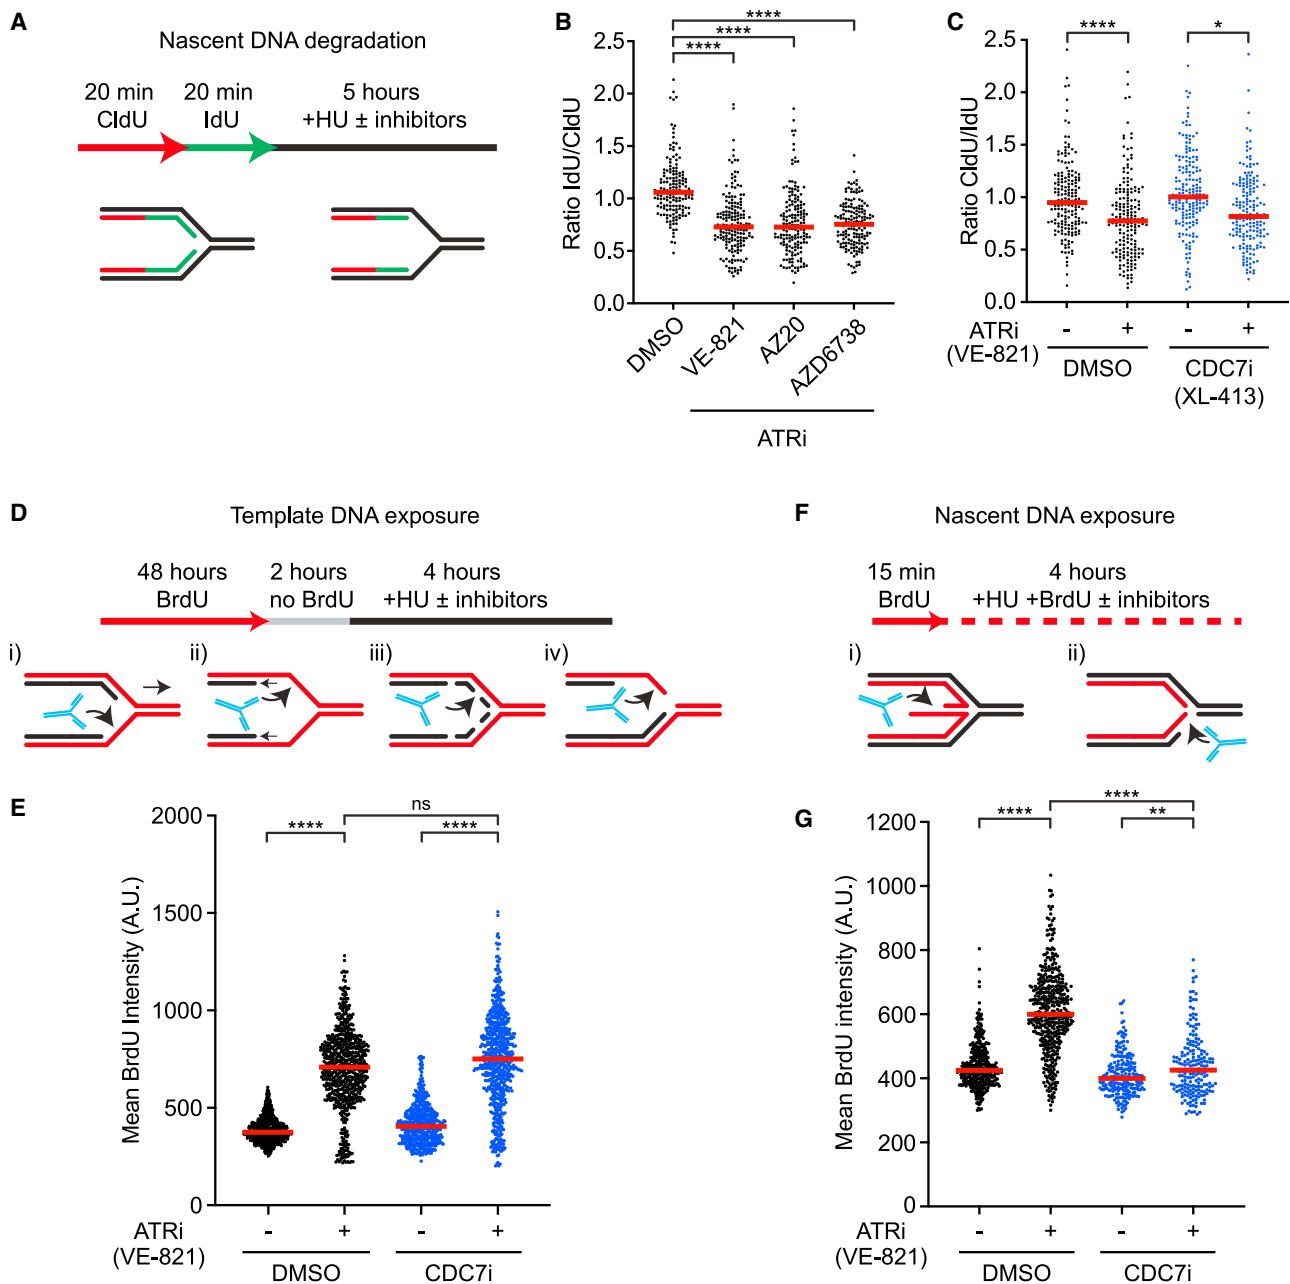 A
Nascent DNA degradation
20 min
CldU
20 min
IdU
5 hours
+HU ± inhibitors
B
****
****
****
Ratio IdU/CldU
2.5
2.0
1.5
1.0
0.5
0.0
DMSO
VE-821
AZ20
AZD6738
ATRi
C
****
*
Ratio CldU/IdU
2.5
2.0
1.5
1.0
0.5
0.0
ATRi
(VE-821)
- + - +
DMSO
CDC7i
(XL-413)
D
Template DNA exposure
48 hours
BrdU
2 hours
no BrdU
4 hours
+HU ± inhibitors
i)
ii)
iii)
iv)
E
ns
****
****
Mean BrdU Intensity (A.U.)
2000
1500
1000
500
0
ATRi
(VE-821)
- + - +
DMSO
CDC7i
F
Nascent DNA exposure
15 min
BrdU
4 hours
+HU +BrdU ± inhibitors
i)
ii)
G
****
****
**
Mean BrdU intensity (A.U.)
1200
1000
800
600
400
200
0
ATRi
(VE-821)
- + - +
DMSO
CDC7i